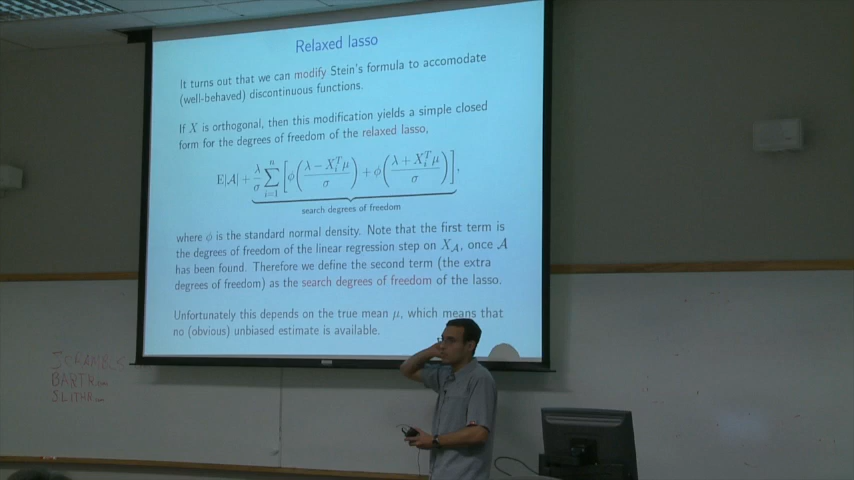 Relaxed lasso
It turns out that we can modify Stein's formula to accomodate
(well-behaved) discontinuous functions.
If X is orthogonal, then this modification yields a simple closed
form for the degrees of freedom of the relaxed lasso,
E|𝒜| + λ/σ ∑_{i=1}^{n} [ϕ((λ − X_i^T μ)/σ) + ϕ((λ + X_i^T μ)/σ)],
search degrees of freedom
where ϕ is the standard normal density. Note that the first term is
the degrees of freedom of the linear regression step on X_𝒜, once 𝒜
has been found. Therefore we define the second term (the extra
degrees of freedom) as the search degrees of freedom of the lasso.
Unfortunately this depends on the true mean μ, which means that
no (obvious) unbiased estimate is available.